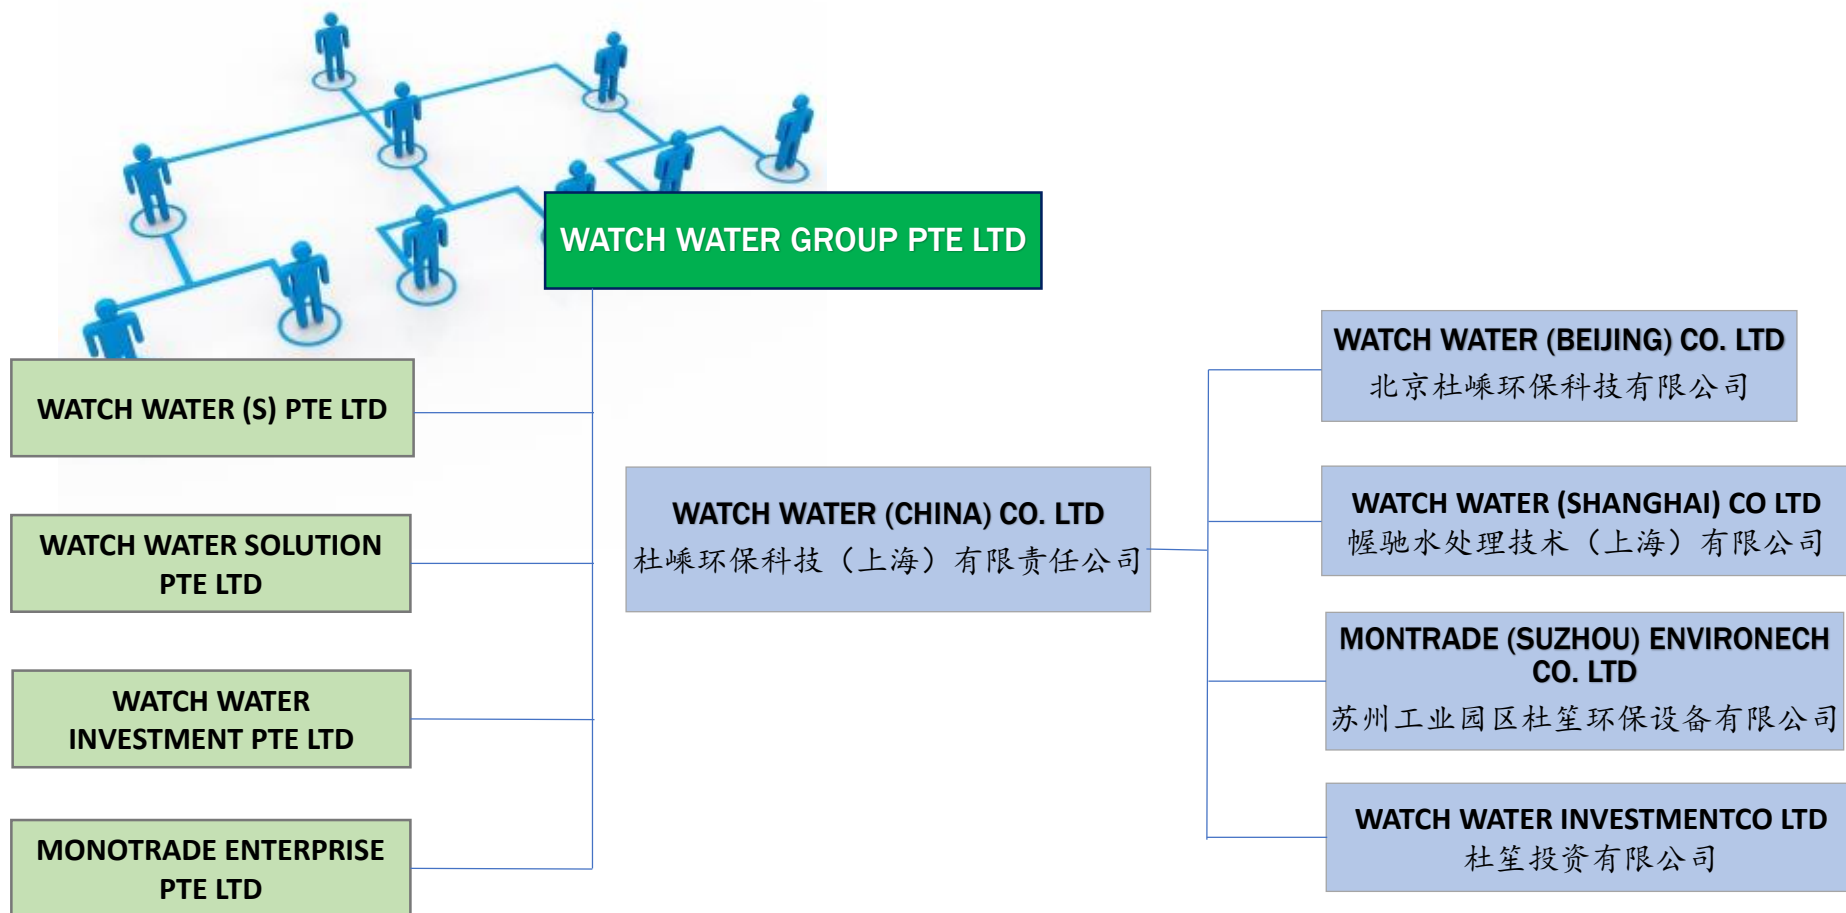 WATCH WATER GROUP PTE LTD
WATCH WATER (S) PTE LTD
WATCH WATER SOLUTION
PTE LTD
WATCH WATER
INVESTMENT PTE LTD
MONOTRADE ENTERPRISE
PTE LTD
WATCH WATER (CHINA) CO. LTD
杜嵊环保科技（上海）有限责任公司
WATCH WATER (BEIJING) CO. LTD
北京杜嵊环保科技有限公司
WATCH WATER (SHANGHAI) CO LTD
幄驰水处理技术（上海）有限公司
MONTRADE (SUZHOU) ENVIRONECH
CO. LTD
苏州工业园区杜笙环保设备有限公司
WATCH WATER INVESTMENTCO LTD
杜笙投资有限公司